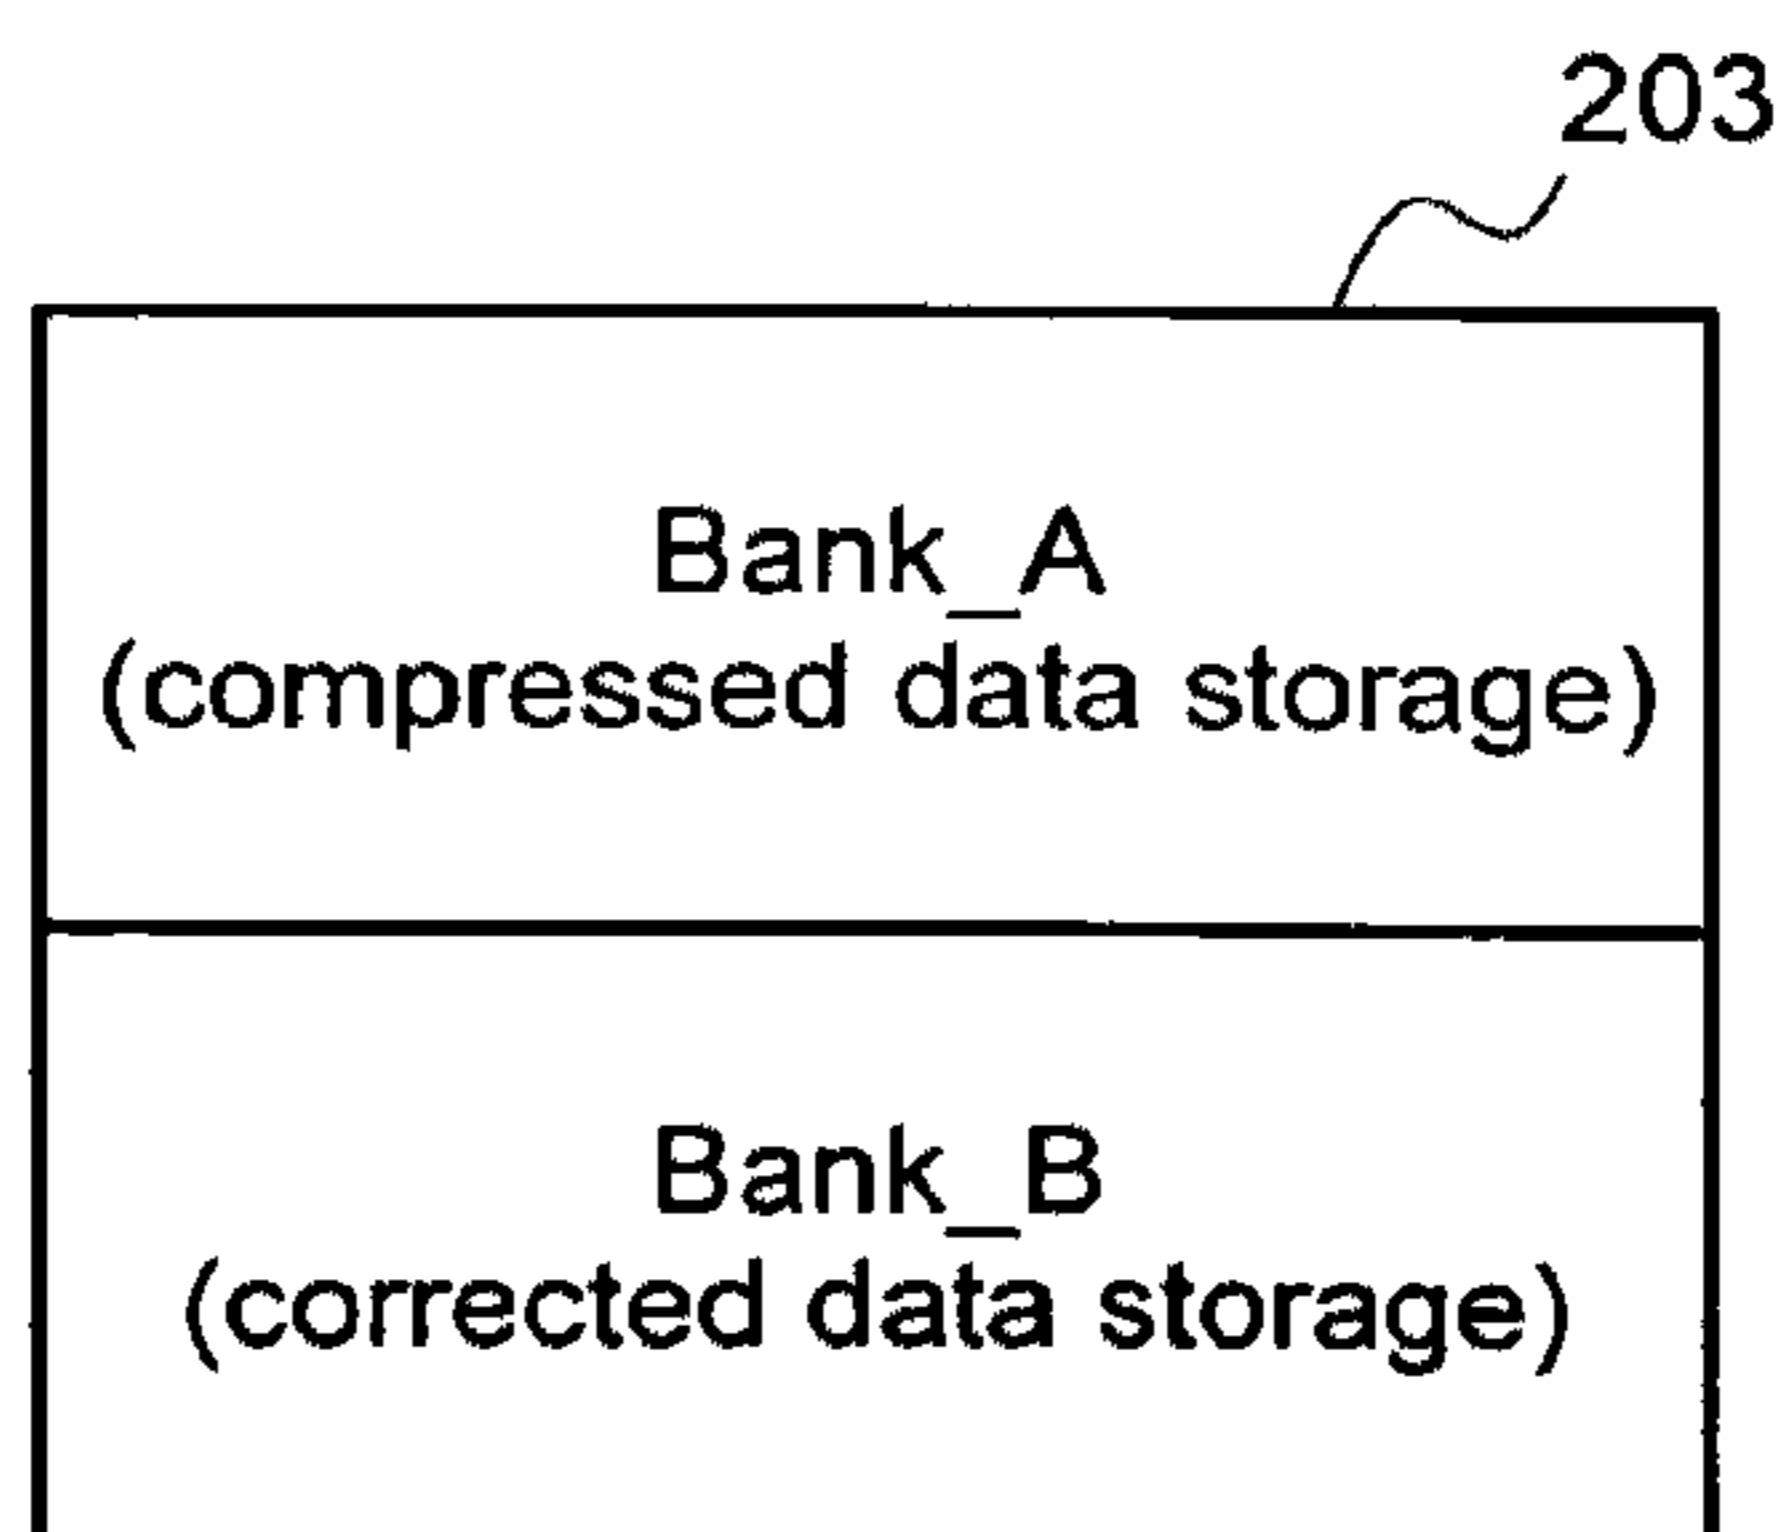 203
Bank_A
(compressed data storage)
Bank_B
(corrected data storage)